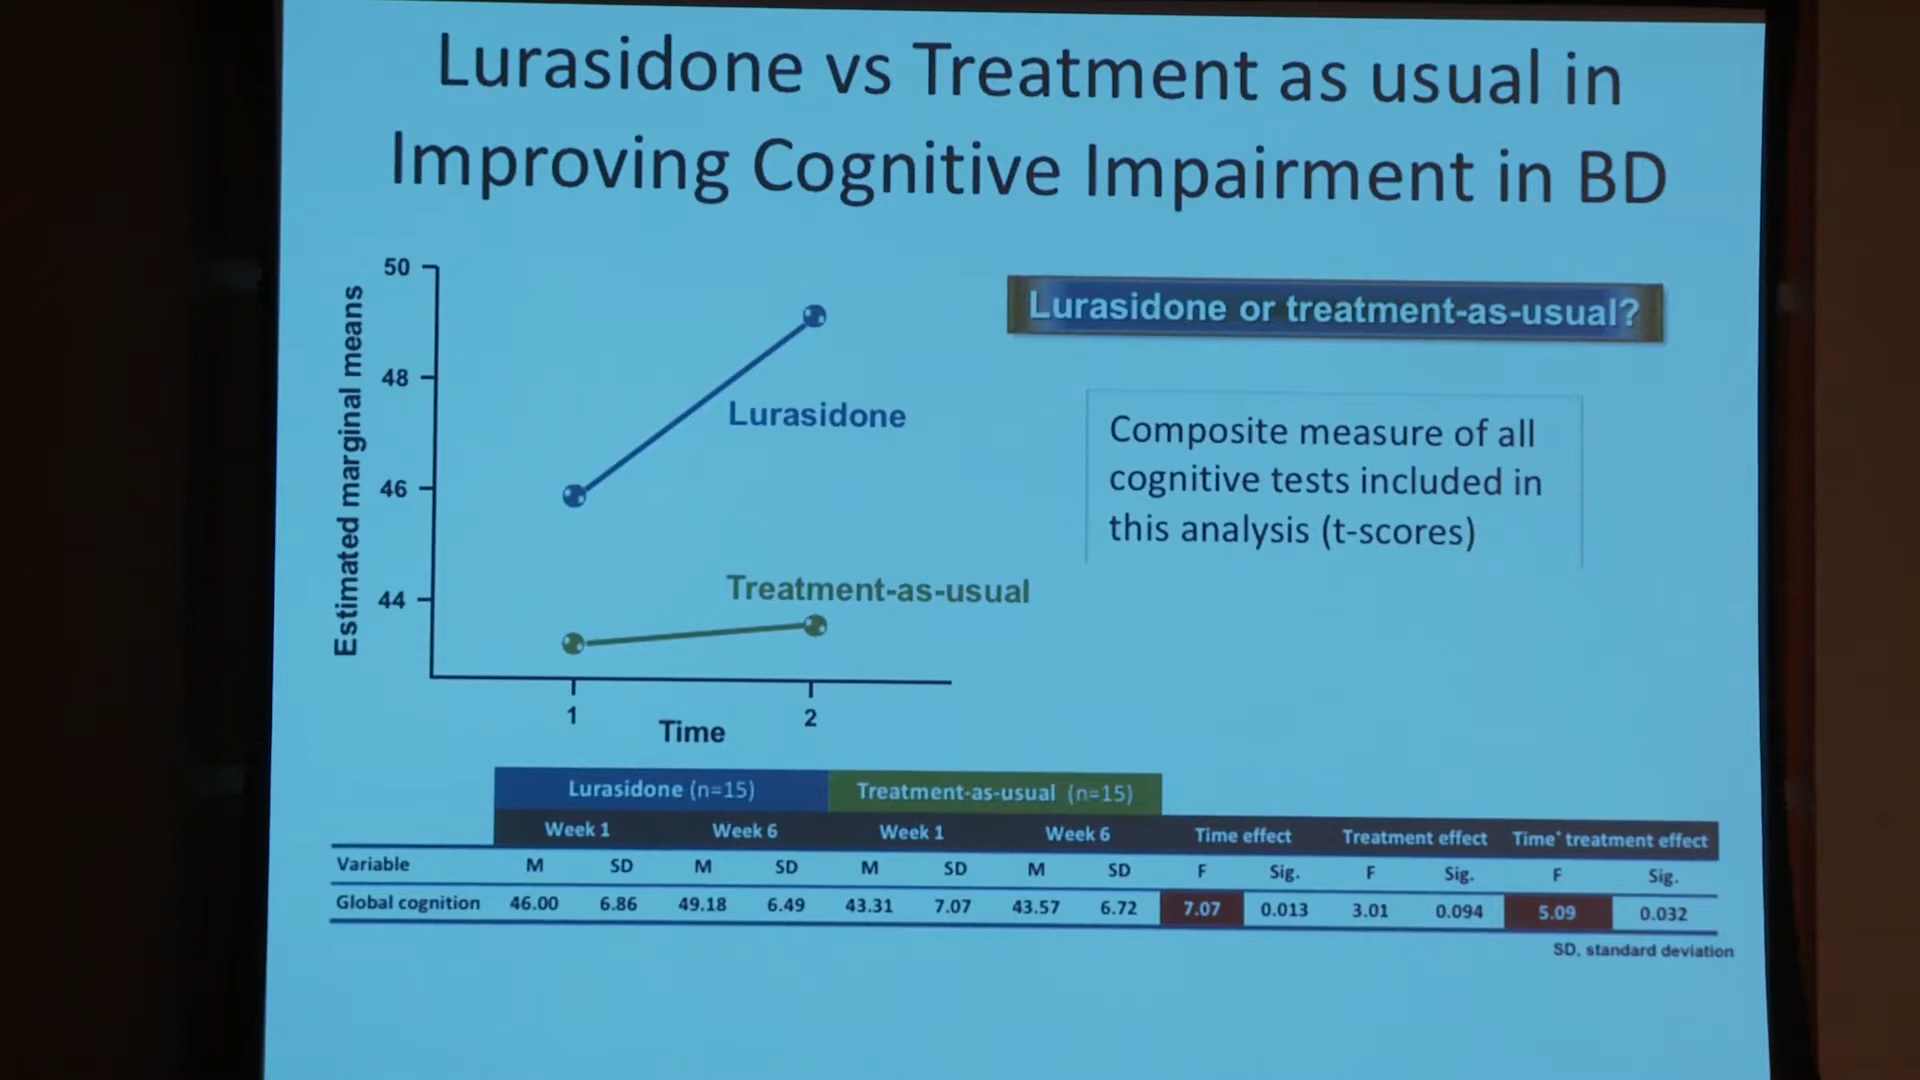 Lurasidone vs Treatment as usual in
Improving Cognitive Impairment in BD
50
48
46
44
Estimated marginal means
Lurasidone
Treatment-as-usual
1
2
Time
Lurasidone or treatment-as-usual?
Composite measure of all
cognitive tests included in
this analysis (t-scores)
Lurasidone (n=15) Treatment-as-usual (n=15)
Week 1 Week 6 Week 1 Week 6 Time effect Treatment effect Time* treatment effect
Variable M SD M SD M SD M SD F Sig. F Sig. F Sig.
Global cognition 46.00 6.86 49.18 6.49 43.31 7.07 43.57 6.72 7.07 0.013 3.01 0.094 5.09 0.032
SD, standard deviation